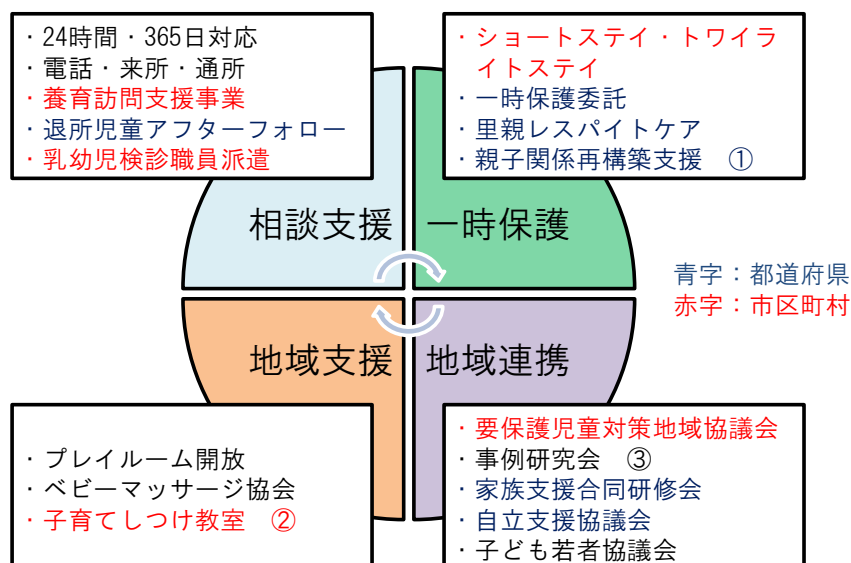 ・24時間・365日対応
・電話・来所・通所
・養育訪問支援事業
・退所児童アフターフォロー
・乳幼児検診職員派遣
・ショートステイ・トワイラ
イトステイ
・一時保護委託
・里親レスパイトケア
・親子関係再構築支援　①
相談支援
一時保護
青字：都道府県
赤字：市区町村
地域支援
地域連携
・プレイルーム開放
・ベビーマッサージ協会
・子育てしつけ教室　②
・要保護児童対策地域協議会
・事例研究会　③
・家族支援合同研修会
・自立支援協議会
・子ども若者協議会